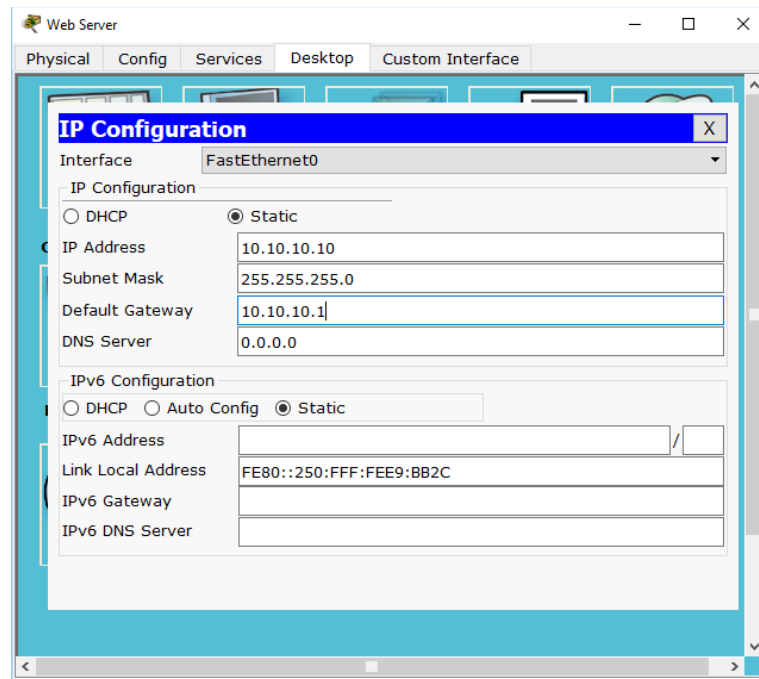 Web Server
Physical Config Services Desktop Custom Interface
IP Configuration X
Interface FastEthernet0
IP Configuration
DHCP Static
IP Address 10.10.10.10
Subnet Mask 255.255.255.0
Default Gateway 10.10.10.1
DNS Server 0.0.0.0
IPv6 Configuration
DHCP Auto Config Static
IPv6 Address /
Link Local Address FE80::250:FFF:FEE9:BB2C
IPv6 Gateway
IPv6 DNS Server